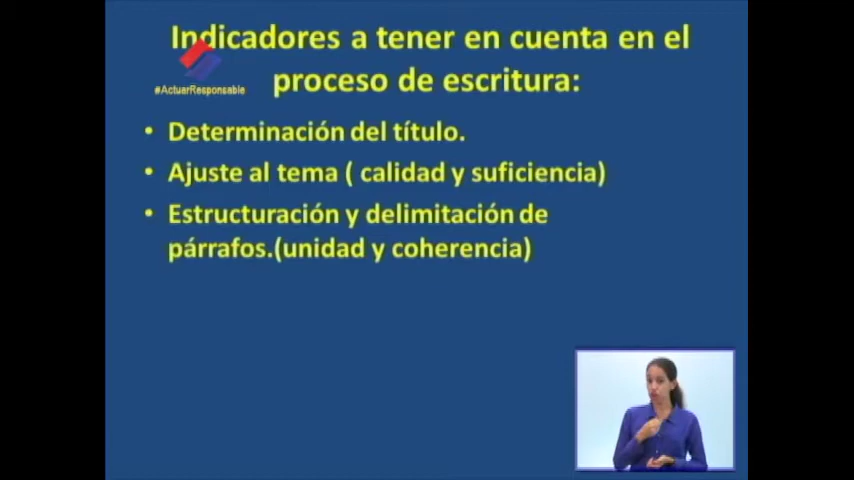 Indicadores a tener en cuenta en el
#ActuarResponsable
proceso de escritura:
• Determinación del título.
• Ajuste al tema ( calidad y suficiencia)
• Estructuración y delimitación de
párrafos.(unidad y coherencia)